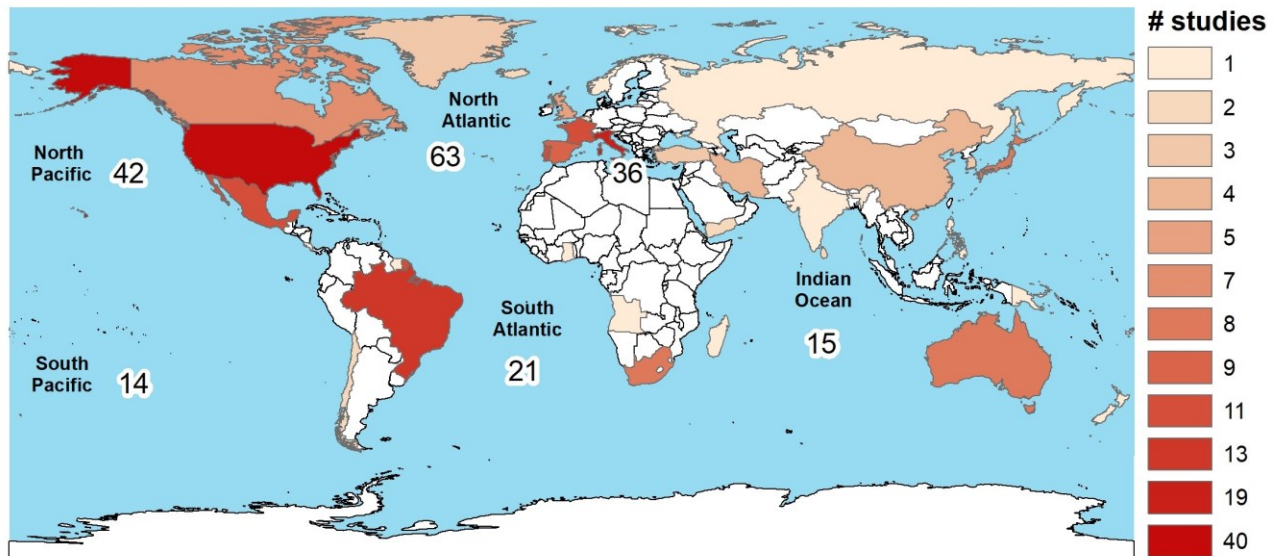 # studies
1
2
3
4
5
7
8
9
11
13
19
40
North
Atlantic
63
North
Pacific
42
36
Indian
Ocean
15
South
Atlantic
21
South
Pacific
14